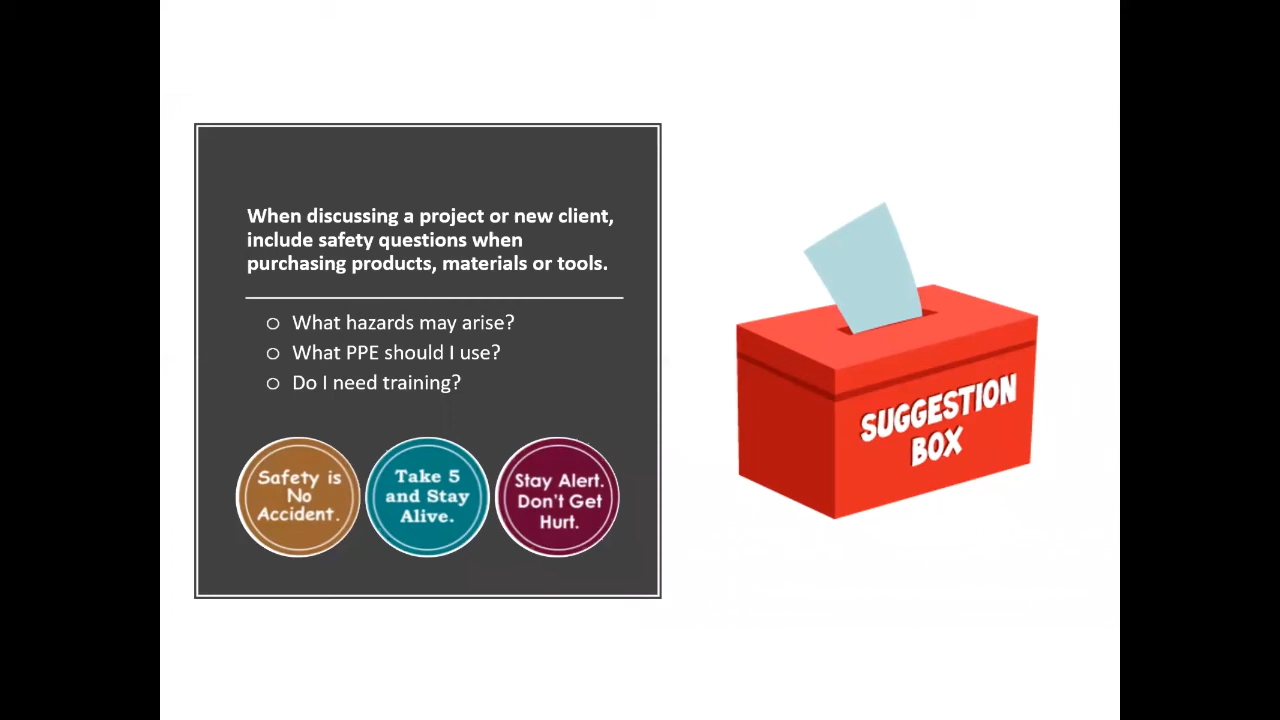 When discussing a project or new client,
include safety questions when
purchasing products, materials or tools.
What hazards may arise?
What PPE should I use?
Do I need training?
Safety is
No
Accident.
Take 5
and Stay
Alive.
Stay Alert.
Don't Get
Hurt.
SUGGESTION
BOX